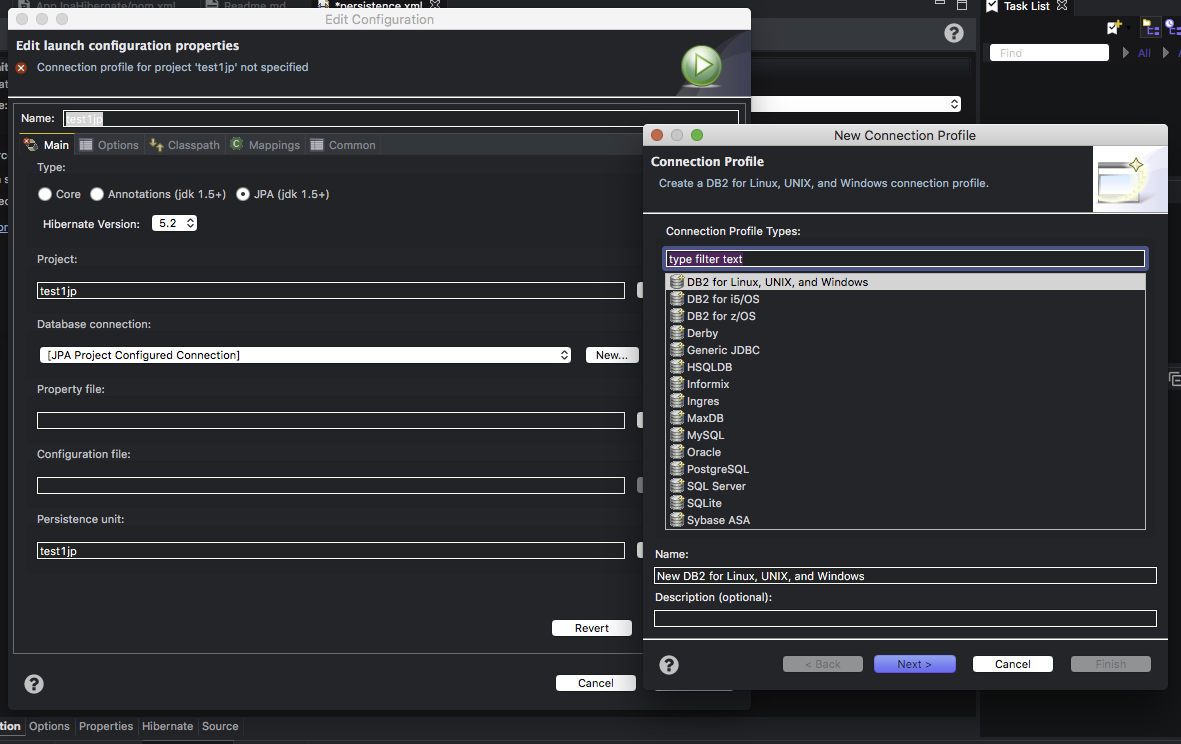 AppJpaHibernate/pom.xml Readme.md *persistence.xml
Task List
Find
All
Edit Configuration
Edit launch configuration properties
Connection profile for project 'test1jp' not specified
Name: test1jp
Main Options Classpath Mappings Common
Type:
Core Annotations (jdk 1.5+) JPA (jdk 1.5+)
Hibernate Version: 5.2
Project:
test1jp
Database connection:
[JPA Project Configured Connection] New...
Property file:
Configuration file:
Persistence unit:
test1jp
Revert
? Cancel
New Connection Profile
Connection Profile
Create a DB2 for Linux, UNIX, and Windows connection profile.
Connection Profile Types:
type filter text
DB2 for Linux, UNIX, and Windows
DB2 for i5/OS
DB2 for z/OS
Derby
Generic JDBC
HSQLDB
Informix
Ingres
MaxDB
MySQL
Oracle
PostgreSQL
SQL Server
SQLite
Sybase ASA
Name:
New DB2 for Linux, UNIX, and Windows
Description (optional):
? < Back Next > Cancel Finish
tion Options Properties Hibernate Source